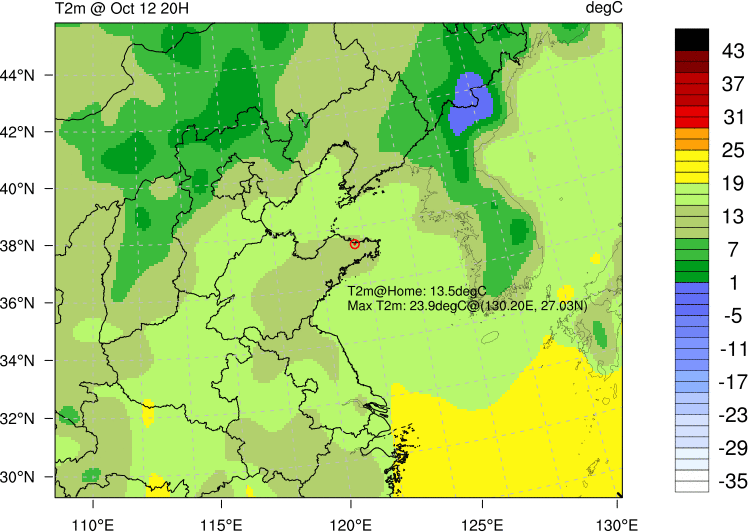 T2m @ Oct 12 20H
degC
44°N
42°N
40°N
38°N
36°N
34°N
32°N
30°N
110°E
115°E
120°E
125°E
130°E
T2m@Home: 13.5degC
Max T2m: 23.9degC@(130.20E, 27.03N)
43
37
31
25
19
13
7
1
-5
-11
-17
-23
-29
-35